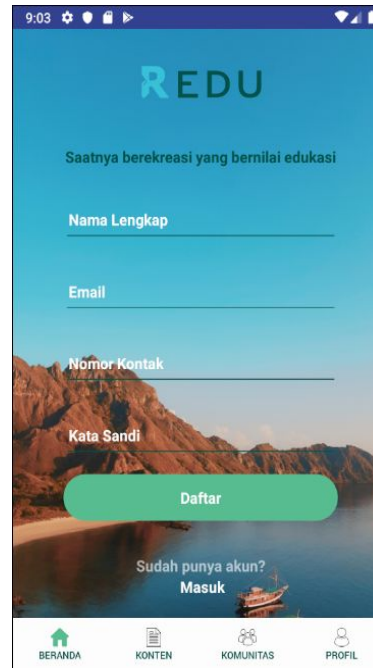 9:03
REDU
Saatnya berekreasi yang bernilai edukasi
Nama Lengkap
Email
Nomor Kontak
Kata Sandi
Daftar
Sudah punya akun?
Masuk
BERANDA KONTEN KOMUNITAS PROFIL